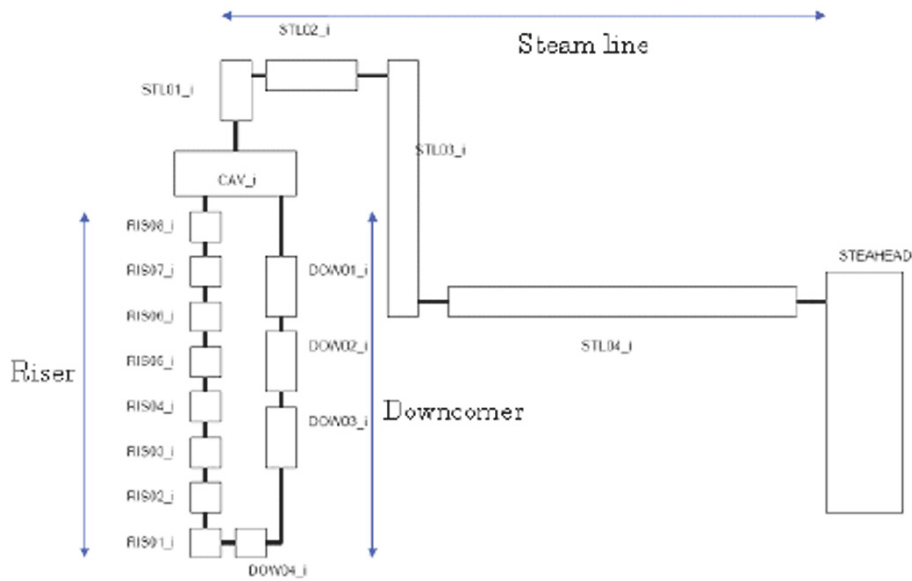 STL02_i
Steam line
STL01_i
STL03_i
CAV_i
RIS08_i
RIS07_i
DOW01_i
STEAHEAD
RIS06_i
DOW02_i
STL04_i
RIS05_i
Riser
RIS04_i
Downcomer
DOW03_i
RIS03_i
RIS02_i
RIS01_i
DOW04_i